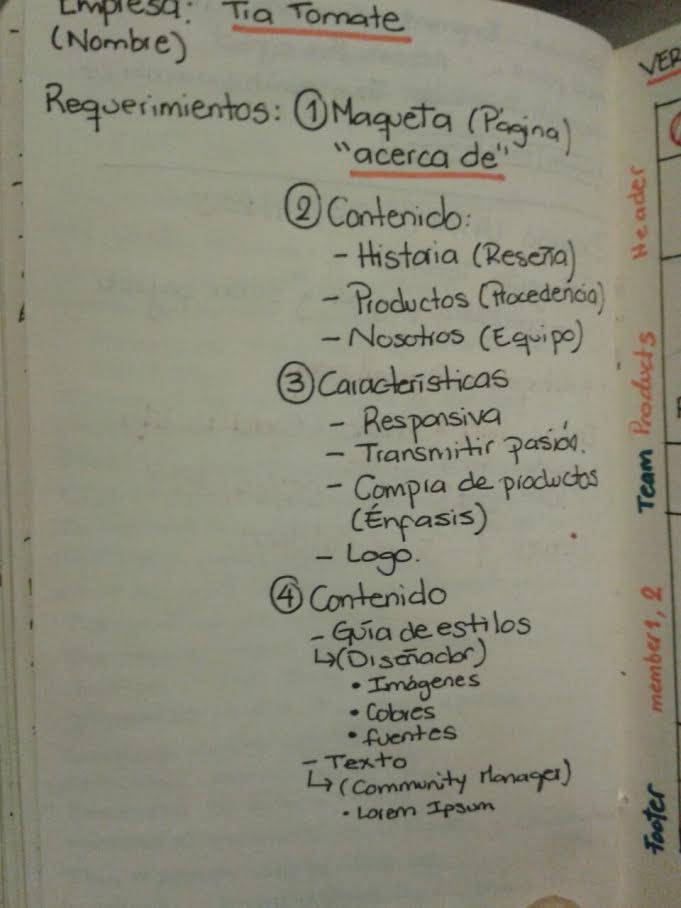 Empresa: Tia Tomate
(Nombre)
Requerimientos: ① Maqueta (Página)
"acerca de"
② Contenido:
- Historia (Reseña)
- Productos (Procedencia)
- Nosotros (Equipo)
③ Características
- Responsiva
- Transmitir pasión.
- Compra de productos
(Énfasis)
- Logo.
④ Contenido
- Guía de estilos
↳ (Diseñador)
• Imágenes
• Colores
• fuentes
- Texto
↳ (Community Manager)
• Lorem Ipsum
VER
Header
Products
Team
member 1, 2
Footer